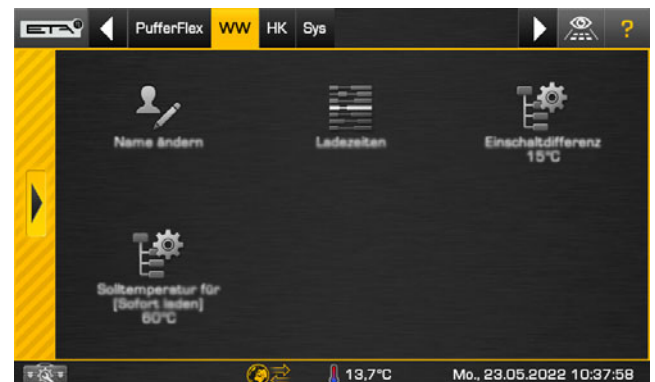 ETA
PufferFlex WW HK Sys ?
Name ändern
Ladezeiten
Einschaltdifferenz
15°C
Solltemperatur für
[Sofort laden]
60°C
13,7°C Mo., 23.05.2022 10:37:58